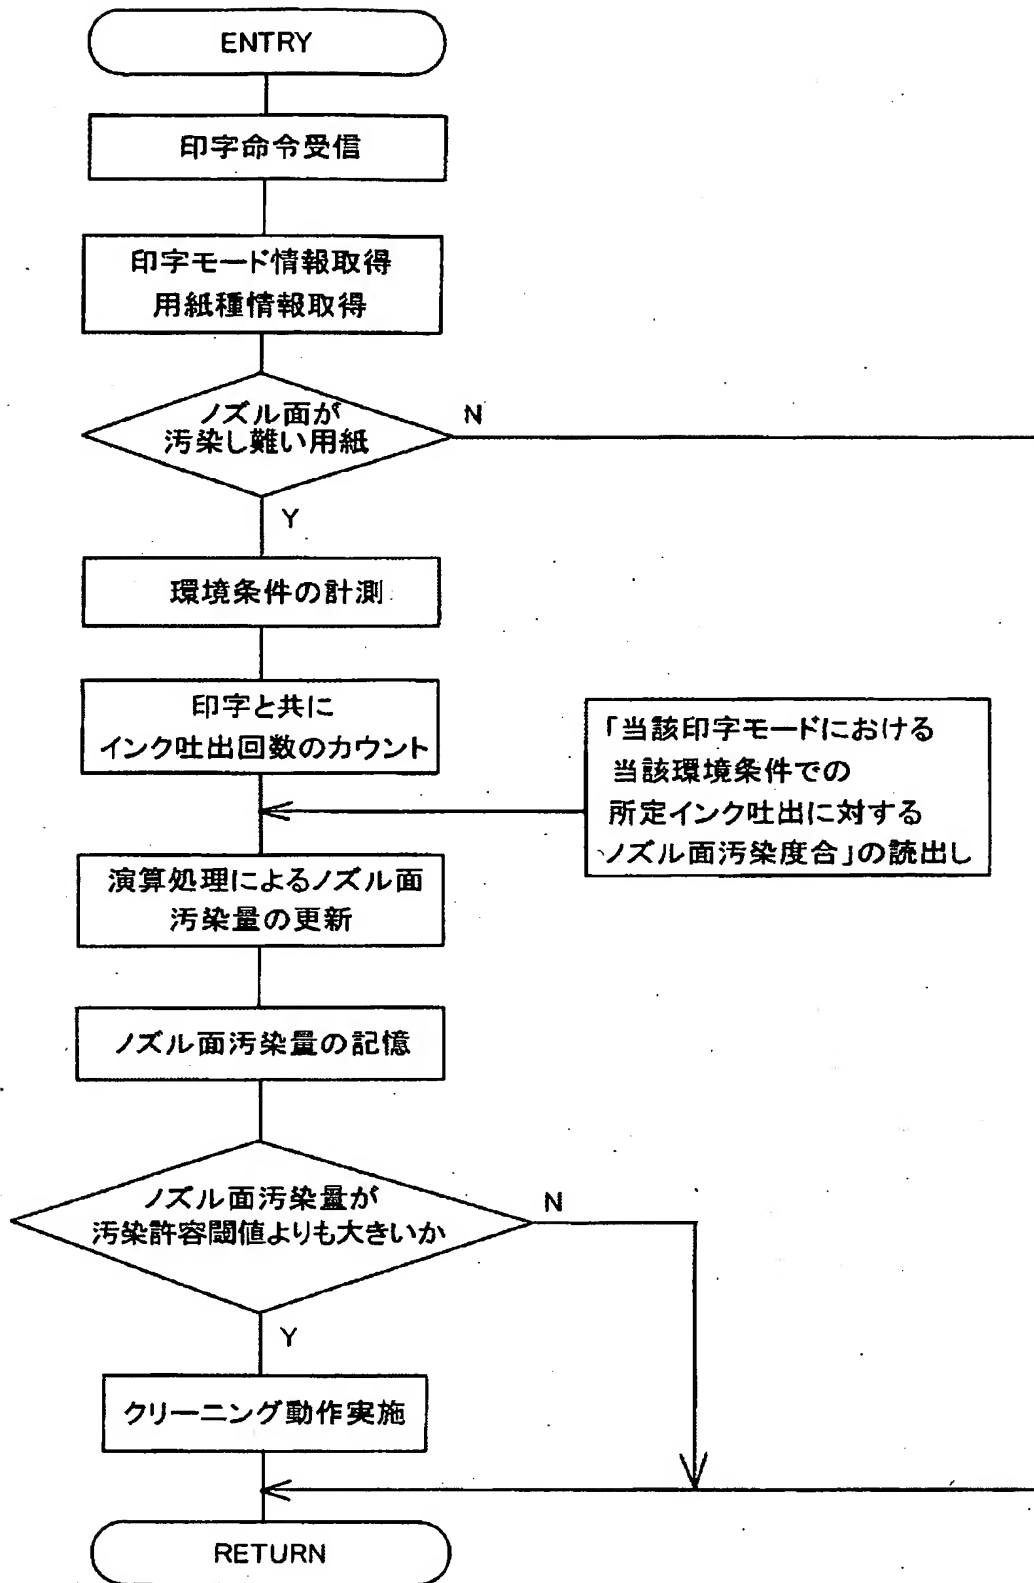 ENTRY
印字命令受信
印字モード情報取得
用紙種情報取得
ノズル面が
汚染し難い用紙
N
Y
環境条件の計測
印字と共に
インク吐出回数のカウント
「当該印字モードにおける
当該環境条件での
所定インク吐出に対する
ノズル面汚染度合」の読出し
演算処理によるノズル面
汚染量の更新
ノズル面汚染量の記憶
ノズル面汚染量が
汚染許容閾値よりも大きいか
N
Y
クリーニング動作実施
RETURN